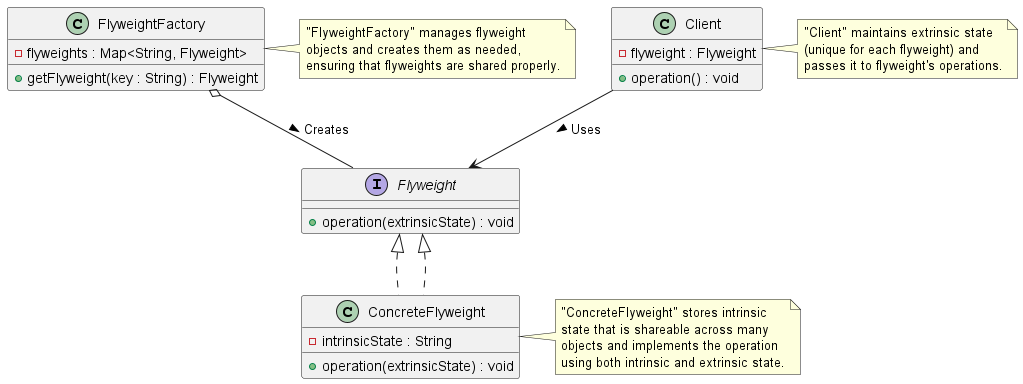 C FlyweightFactory
flyweights : Map<String, Flyweight>
getFlyweight(key : String) : Flyweight
"FlyweightFactory" manages flyweight
objects and creates them as needed,
ensuring that flyweights are shared properly.
C Client
flyweight : Flyweight
operation() : void
"Client" maintains extrinsic state
(unique for each flyweight) and
passes it to flyweight's operations.
Creates
Uses
I Flyweight
operation(extrinsicState) : void
C ConcreteFlyweight
intrinsicState : String
operation(extrinsicState) : void
"ConcreteFlyweight" stores intrinsic
state that is shareable across many
objects and implements the operation
using both intrinsic and extrinsic state.